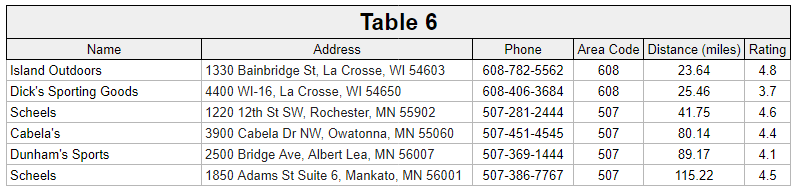 Table 6
Name Address Phone Area Code Distance (miles) Rating
Island Outdoors 1330 Bainbridge St, La Crosse, WI 54603 608-782-5562 608 23.64 4.8
Dick's Sporting Goods 4400 WI-16, La Crosse, WI 54650 608-406-3684 608 25.46 3.7
Scheels 1220 12th St SW, Rochester, MN 55902 507-281-2444 507 41.75 4.6
Cabela's 3900 Cabela Dr NW, Owatonna, MN 55060 507-451-4545 507 80.14 4.4
Dunham's Sports 2500 Bridge Ave, Albert Lea, MN 56007 507-369-1444 507 89.17 4.1
Scheels 1850 Adams St Suite 6, Mankato, MN 56001 507-386-7767 507 115.22 4.5